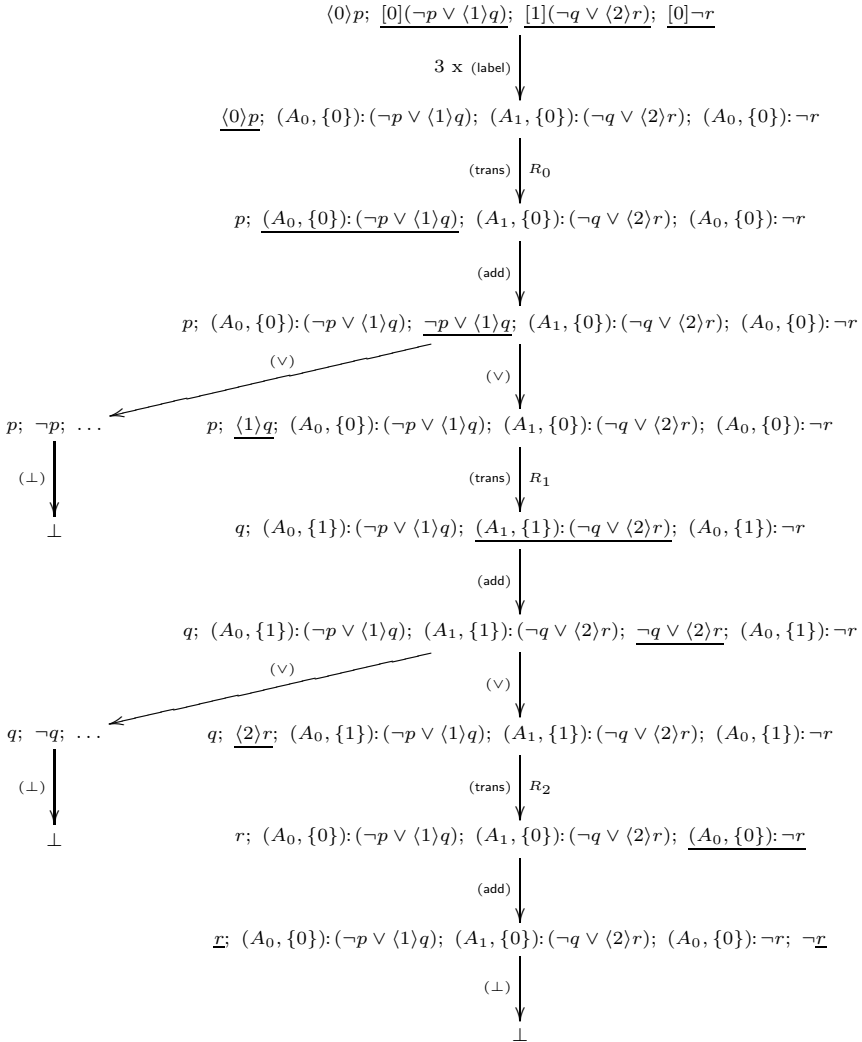 ⟨0⟩p; [0](¬p ∨ ⟨1⟩q); [1](¬q ∨ ⟨2⟩r); [0]¬r
3 x (label)
⟨0⟩p; (A₀, {0}):(¬p ∨ ⟨1⟩q); (A₁, {0}):(¬q ∨ ⟨2⟩r); (A₀, {0}):¬r
(trans) R₀
p; (A₀, {0}):(¬p ∨ ⟨1⟩q); (A₁, {0}):(¬q ∨ ⟨2⟩r); (A₀, {0}):¬r
(add)
p; (A₀, {0}):(¬p ∨ ⟨1⟩q); ¬p ∨ ⟨1⟩q; (A₁, {0}):(¬q ∨ ⟨2⟩r); (A₀, {0}):¬r
(∨) (∨)
p; ¬p; ... p; ⟨1⟩q; (A₀, {0}):(¬p ∨ ⟨1⟩q); (A₁, {0}):(¬q ∨ ⟨2⟩r); (A₀, {0}):¬r
(⊥) (trans) R₁
⊥ q; (A₀, {1}):(¬p ∨ ⟨1⟩q); (A₁, {1}):(¬q ∨ ⟨2⟩r); (A₀, {1}):¬r
(add)
q; (A₀, {1}):(¬p ∨ ⟨1⟩q); (A₁, {1}):(¬q ∨ ⟨2⟩r); ¬q ∨ ⟨2⟩r; (A₀, {1}):¬r
(∨) (∨)
q; ¬q; ... q; ⟨2⟩r; (A₀, {1}):(¬p ∨ ⟨1⟩q); (A₁, {1}):(¬q ∨ ⟨2⟩r); (A₀, {1}):¬r
(⊥) (trans) R₂
⊥ r; (A₀, {0}):(¬p ∨ ⟨1⟩q); (A₁, {0}):(¬q ∨ ⟨2⟩r); (A₀, {0}):¬r
(add)
r; (A₀, {0}):(¬p ∨ ⟨1⟩q); (A₁, {0}):(¬q ∨ ⟨2⟩r); (A₀, {0}):¬r; ¬r
(⊥)
⊥